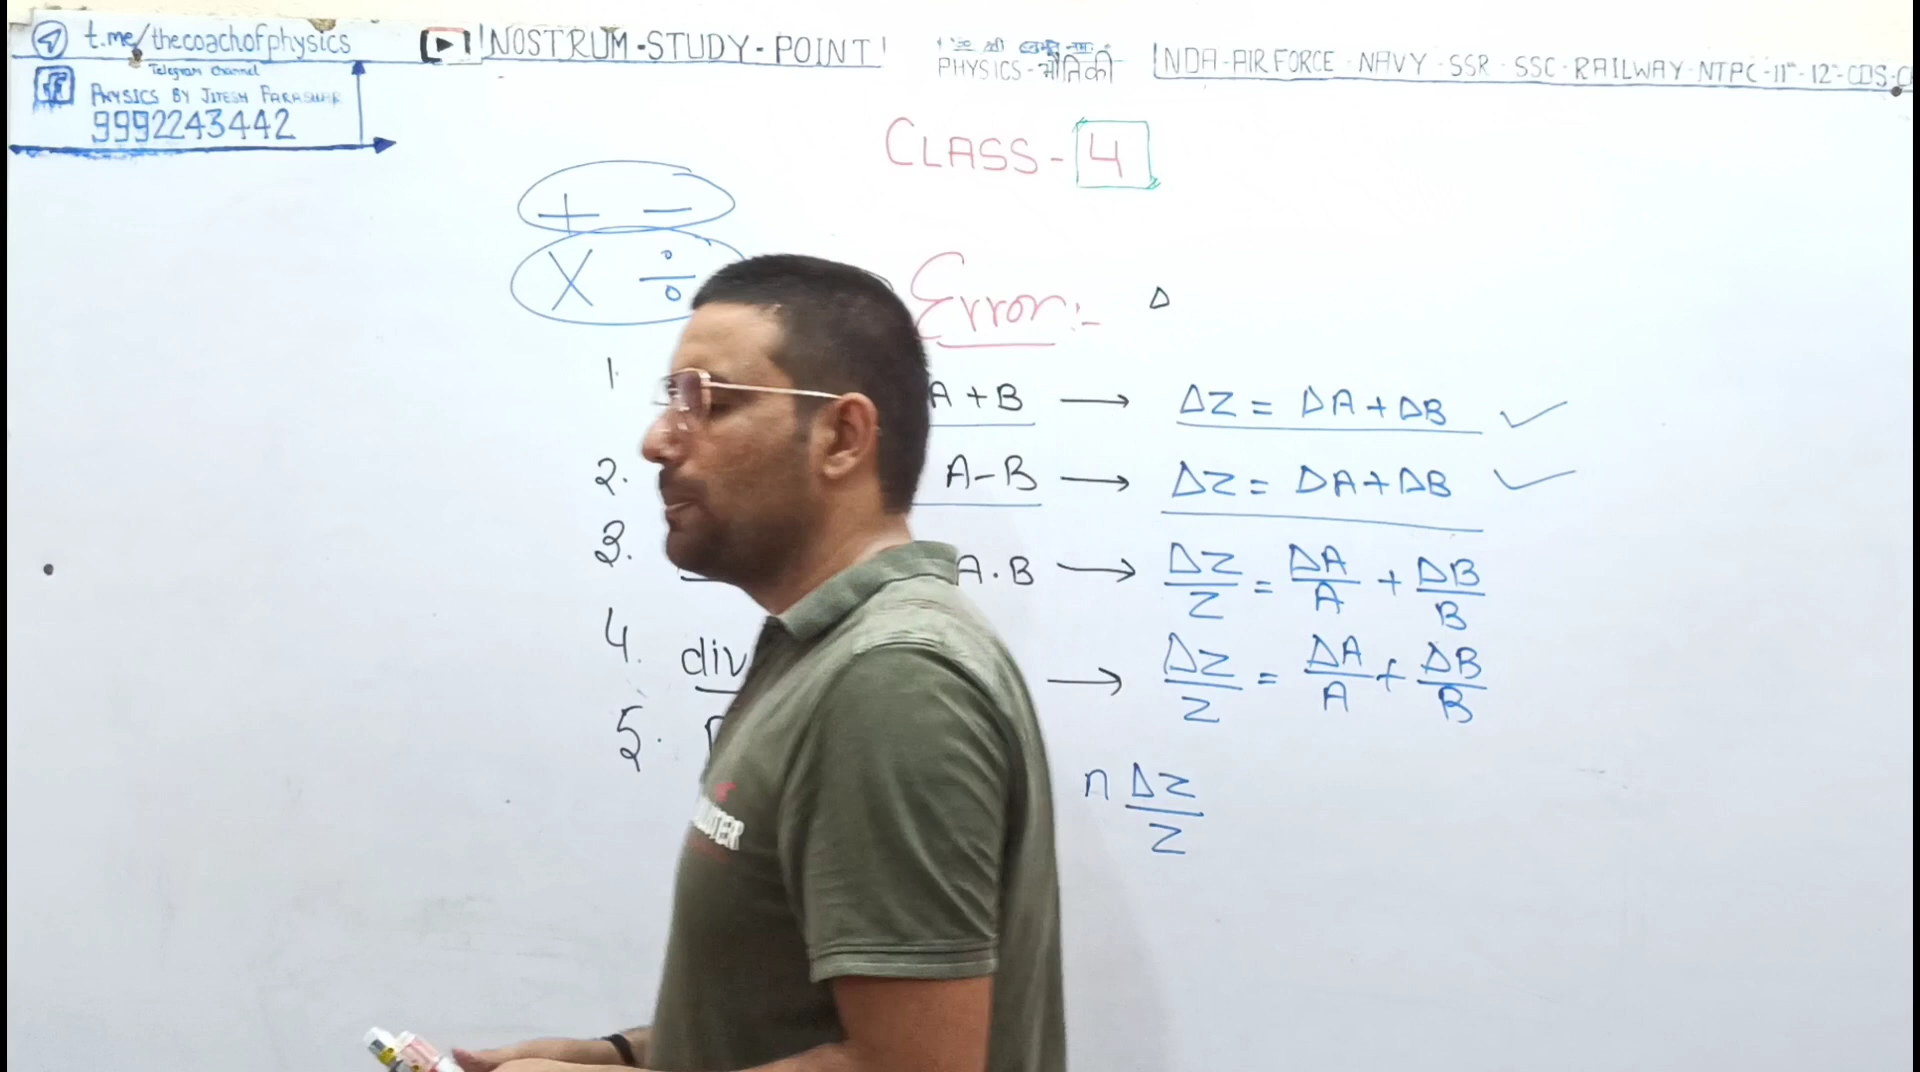 t.me/thecoachofphysics
Telegram Channel
PHYSICS BY JITESH PARASHAR
9992243442
NOSTRUM-STUDY-POINT
PHYSICS-भौतिकी
NDA-AIR FORCE-NAVY-SSR-SSC-RAILWAY-NTPC-11th-12th-CDS-C
CLASS-4
+ −
X ÷
Error:- Δ
1. A+B → ΔZ = ΔA+ΔB ✓
2. A-B → ΔZ = ΔA+ΔB ✓
3. A.B → ΔZ/Z = ΔA/A + ΔB/B
4. div → ΔZ/Z = ΔA/A + ΔB/B
5. n ΔZ/Z